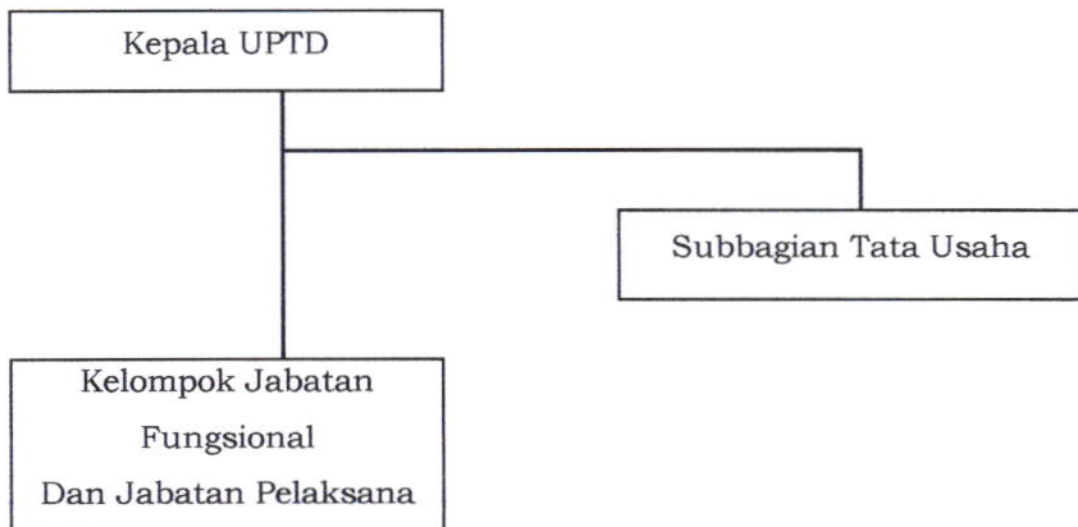 Kepala UPTD
Subbagian Tata Usaha
Kelompok Jabatan
Fungsional
Dan Jabatan Pelaksana